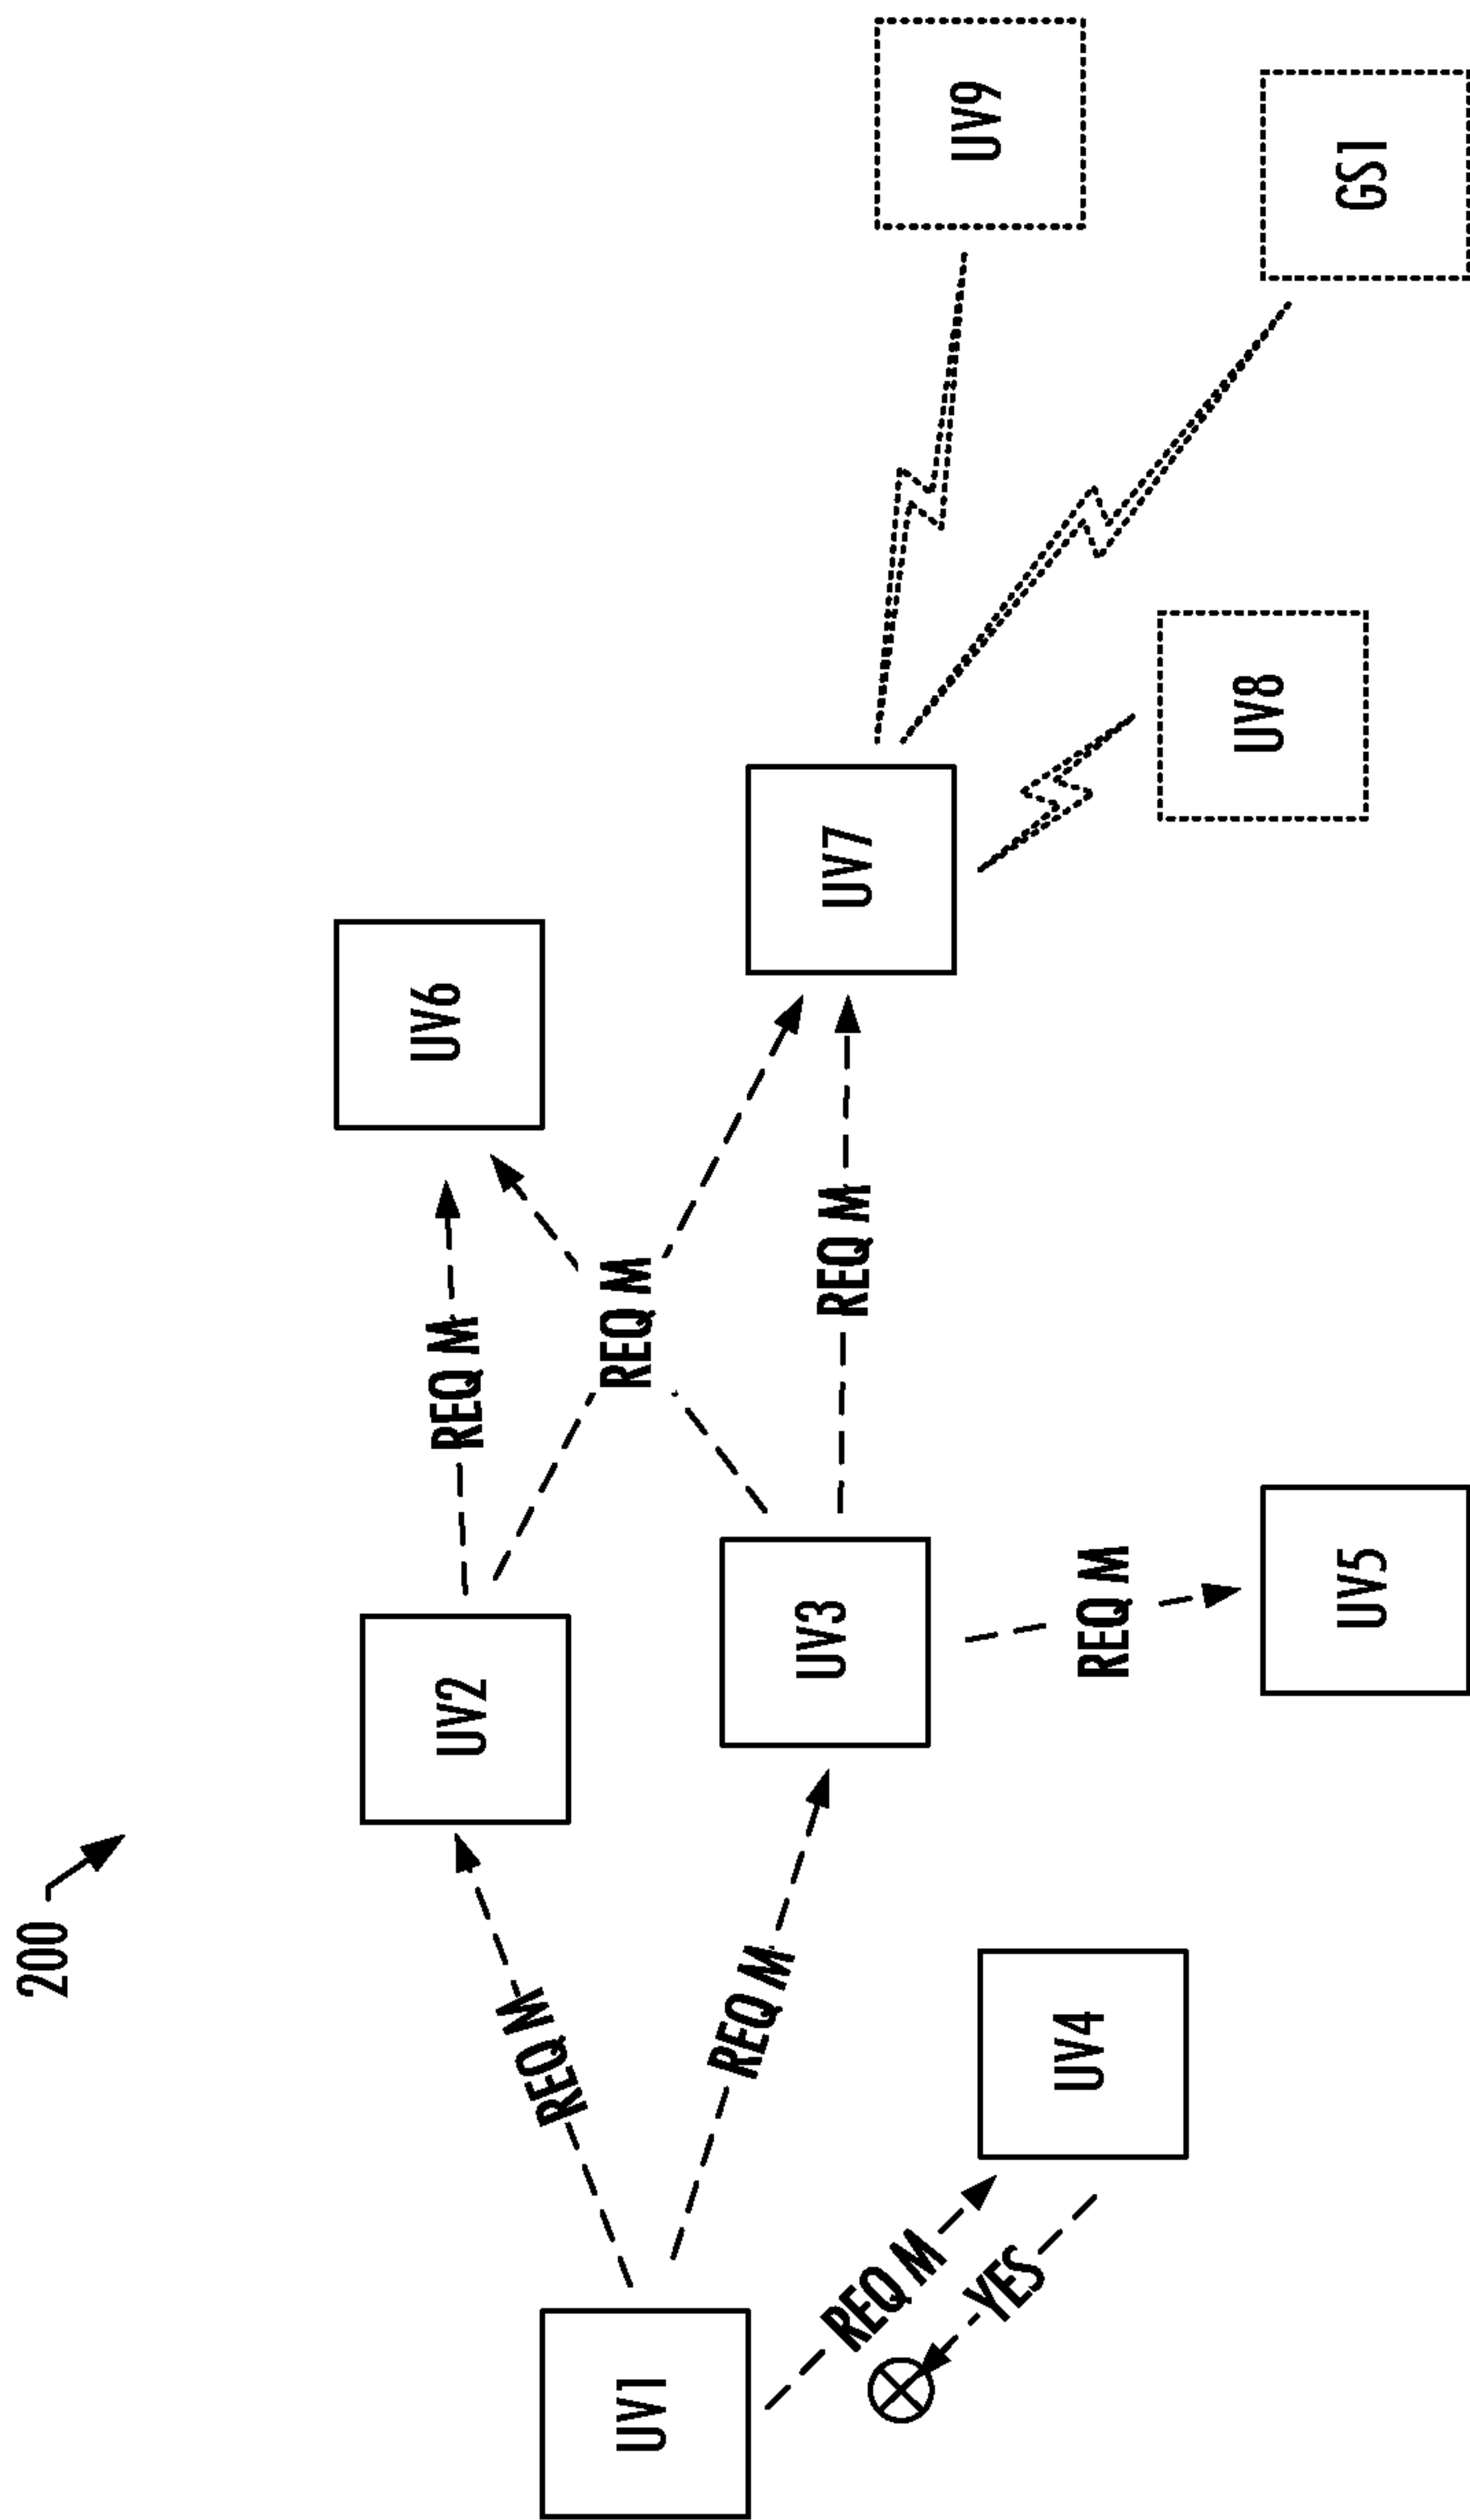 200
UV1
UV2
UV3
UV4
UV5
UV6
UV7
UV8
UV9
GS1
REQ M
REQ M
REQ M
YES
REQ M
REQ M
REQ M
REQ M